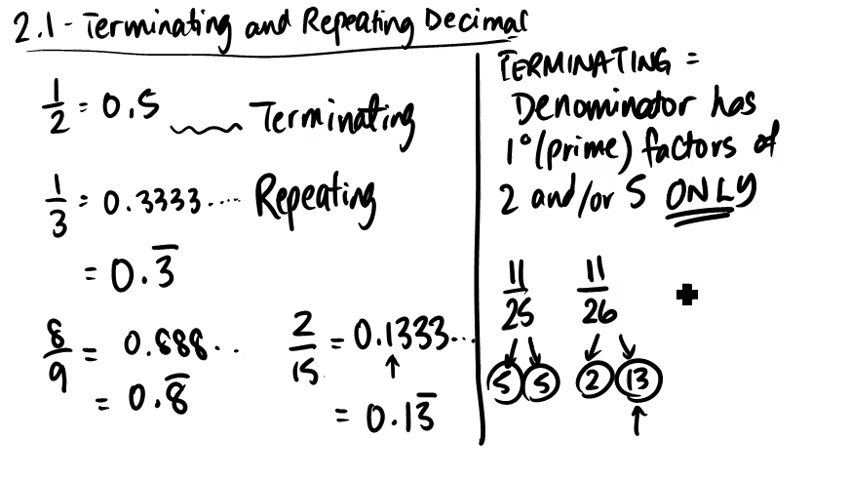 2.1 - Terminating and Repeating Decimal
1/2 = 0.5 Terminating
1/3 = 0.3333.... Repeating
= 0.3̅
8/9 = 0.888..
= 0.8̅
2/15 = 0.1333...
↑
= 0.13̅
TERMINATING =
Denominator has
1°(prime) factors of
2 and/or 5 ONLY
11/25 11/26
5 5 2 13
↑